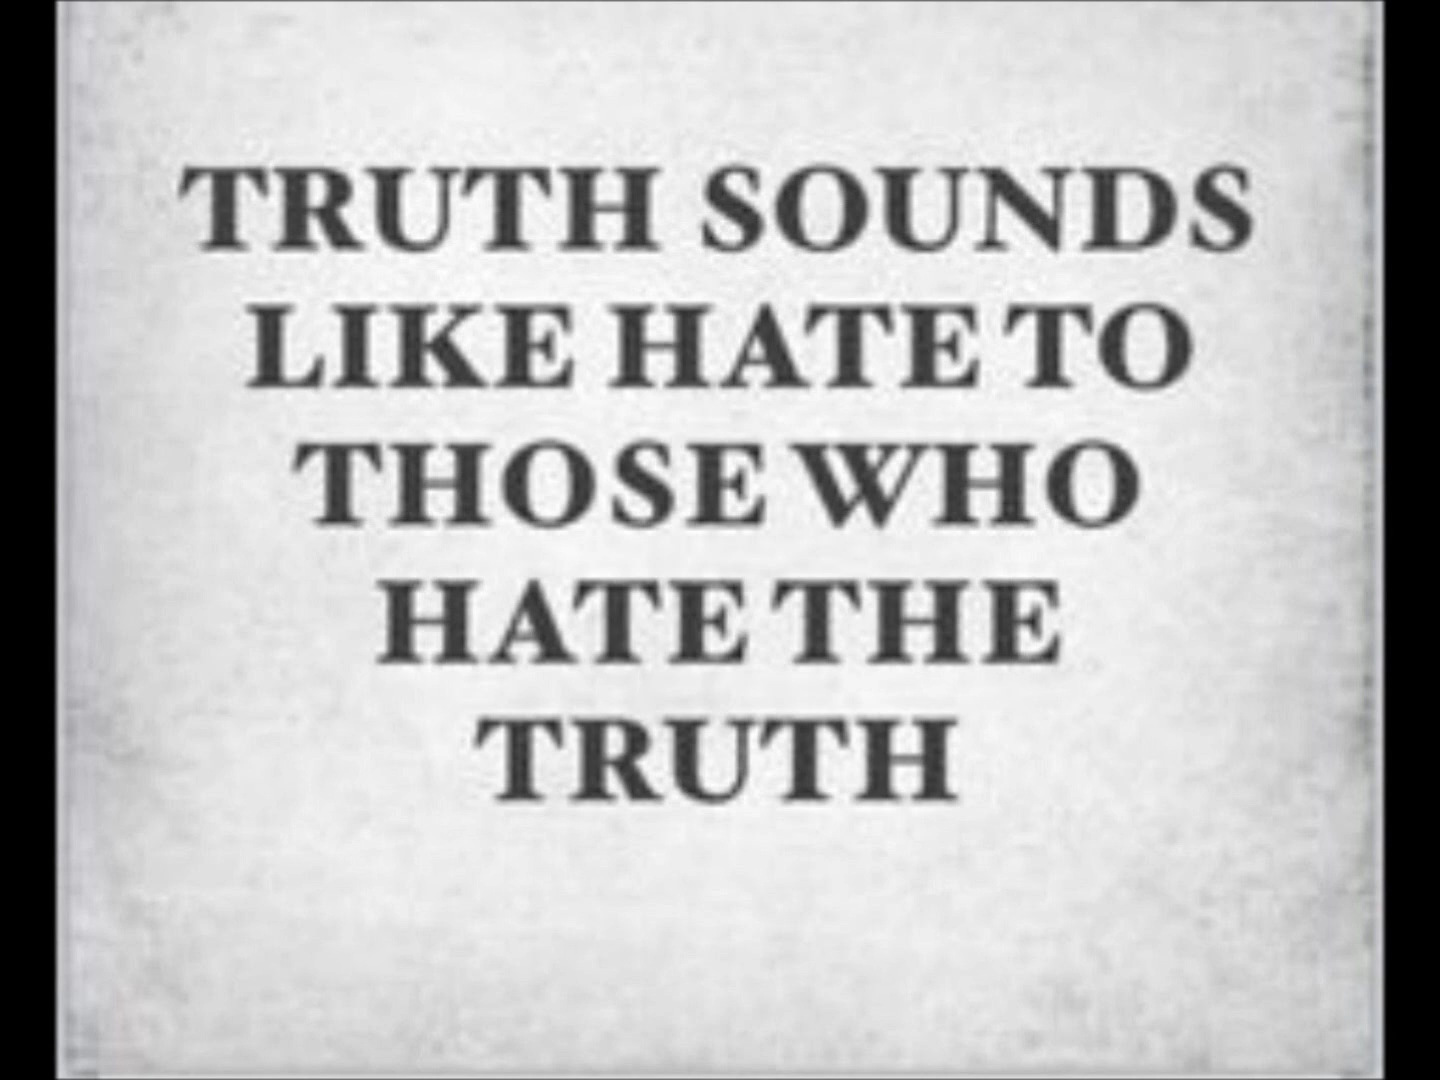 TRUTH SOUNDS
LIKE HATE TO
THOSE WHO
HATE THE
TRUTH